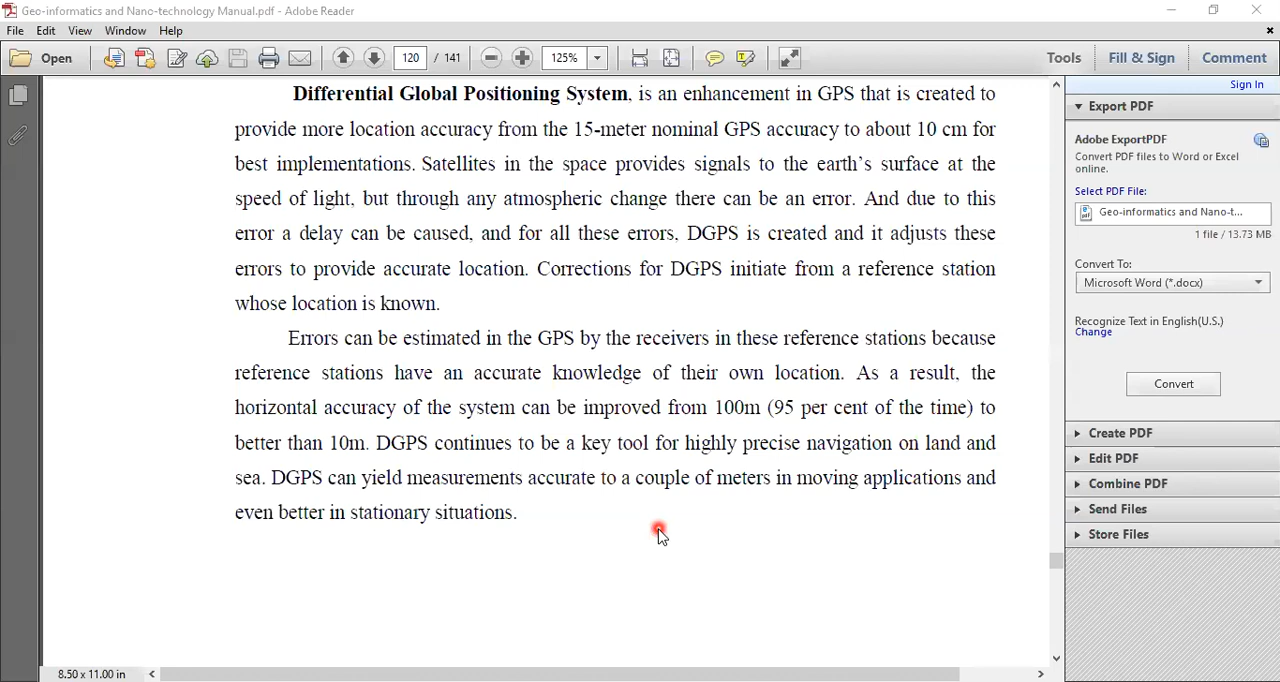 Geo-informatics and Nano-technology Manual.pdf - Adobe Reader
File Edit View Window Help
Open 120 / 141 125% Tools Fill & Sign Comment
Sign In
Differential Global Positioning System, is an enhancement in GPS that is created to
provide more location accuracy from the 15-meter nominal GPS accuracy to about 10 cm for
best implementations. Satellites in the space provides signals to the earth's surface at the
speed of light, but through any atmospheric change there can be an error. And due to this
error a delay can be caused, and for all these errors, DGPS is created and it adjusts these
errors to provide accurate location. Corrections for DGPS initiate from a reference station
whose location is known.
Errors can be estimated in the GPS by the receivers in these reference stations because
reference stations have an accurate knowledge of their own location. As a result, the
horizontal accuracy of the system can be improved from 100m (95 per cent of the time) to
better than 10m. DGPS continues to be a key tool for highly precise navigation on land and
sea. DGPS can yield measurements accurate to a couple of meters in moving applications and
even better in stationary situations.
8.50 x 11.00 in
Export PDF
Adobe ExportPDF
Convert PDF files to Word or Excel
online.
Select PDF File:
Geo-informatics and Nano-t...
1 file / 13.73 MB
Convert To:
Microsoft Word (*.docx)
Recognize Text in English(U.S.)
Change
Convert
Create PDF
Edit PDF
Combine PDF
Send Files
Store Files